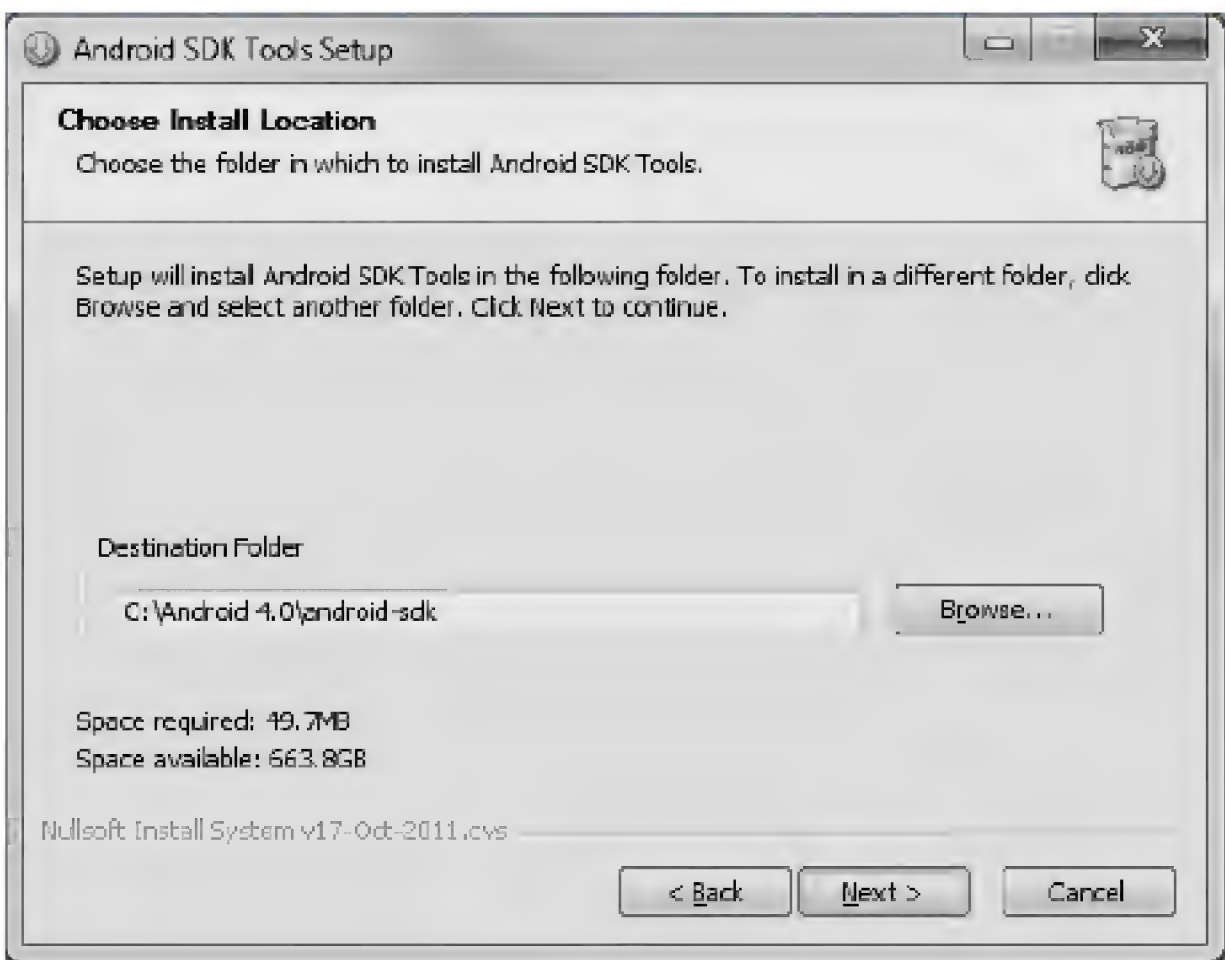 Android SDK Tools Setup
Choose Install Location
Choose the folder in which to install Android SDK Tools.
Setup will install Android SDK Tools in the following folder. To install in a different folder, click
Browse and select another folder. Click Next to continue.
Destination Folder
C:\Android 4.0\android-sdk
Browse...
Space required: 49.7MB
Space available: 663.8GB
Nullsoft Install System v17-Oct-2011.cvs
< Back
Next >
Cancel